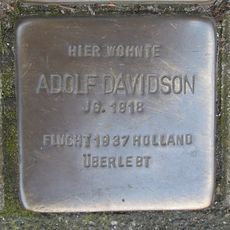 HIER WOHNTE
ADOLF DAVIDSON
JG. 1918
FLUCHT 1937 HOLLAND
ÜBERLEBT